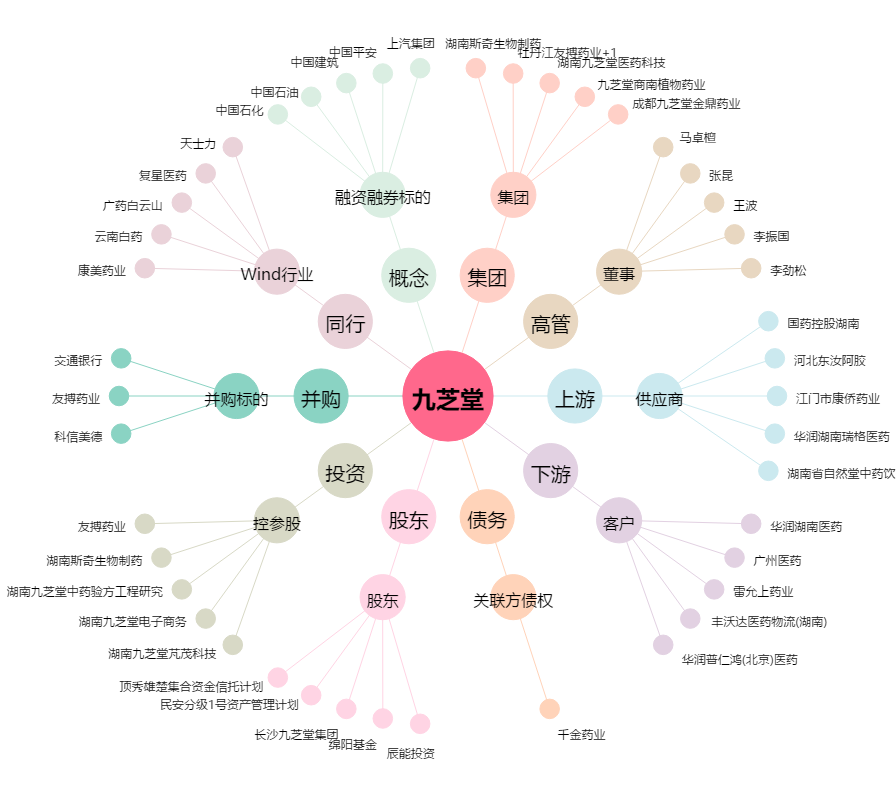 上汽集团
中国平安
中国建筑
中国石油
中国石化
融资融券标的
概念
湖南斯奇生物制药
牡丹江友搏药业+1
湖南九芝堂医药科技
九芝堂商南植物药业
成都九芝堂金鼎药业
集团
集团
天士力
复星医药
广药白云山
云南白药
康美药业
Wind行业
同行
马卓檀
张昆
王波
李振国
李劲松
董事
高管
交通银行
友搏药业
科信美德
并购标的
并购
九芝堂
上游
供应商
国药控股湖南
河北东汝阿胶
江门市康侨药业
华润湖南瑞格医药
湖南省自然堂中药饮
投资
控参股
友搏药业
湖南斯奇生物制药
湖南九芝堂中药验方工程研究
湖南九芝堂电子商务
湖南九芝堂芃茂科技
下游
客户
华润湖南医药
广州医药
雷允上药业
丰沃达医药物流(湖南)
华润普仁鸿(北京)医药
股东
股东
顶秀雄楚集合资金信托计划
民安分级1号资产管理计划
长沙九芝堂集团
绵阳基金
辰能投资
债务
关联方债权
千金药业